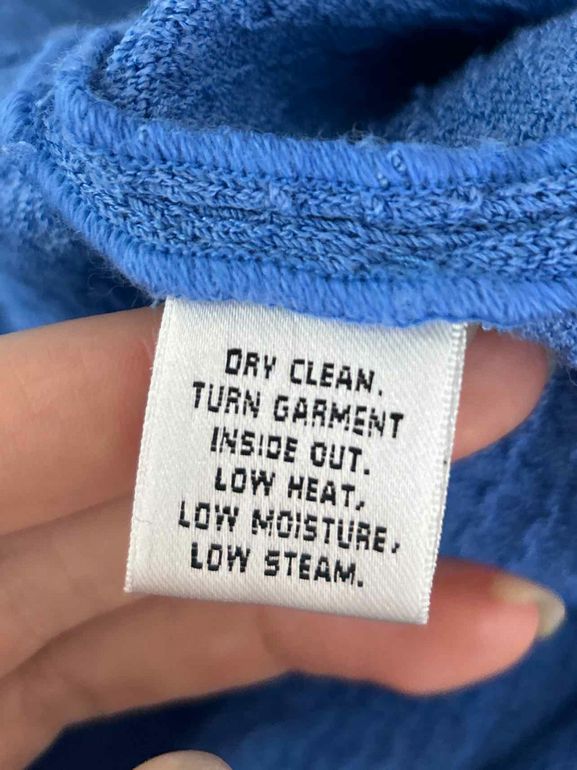 DRY CLEAN.
TURN GARMENT
INSIDE OUT.
LOW HEAT,
LOW MOISTURE,
LOW STEAM.